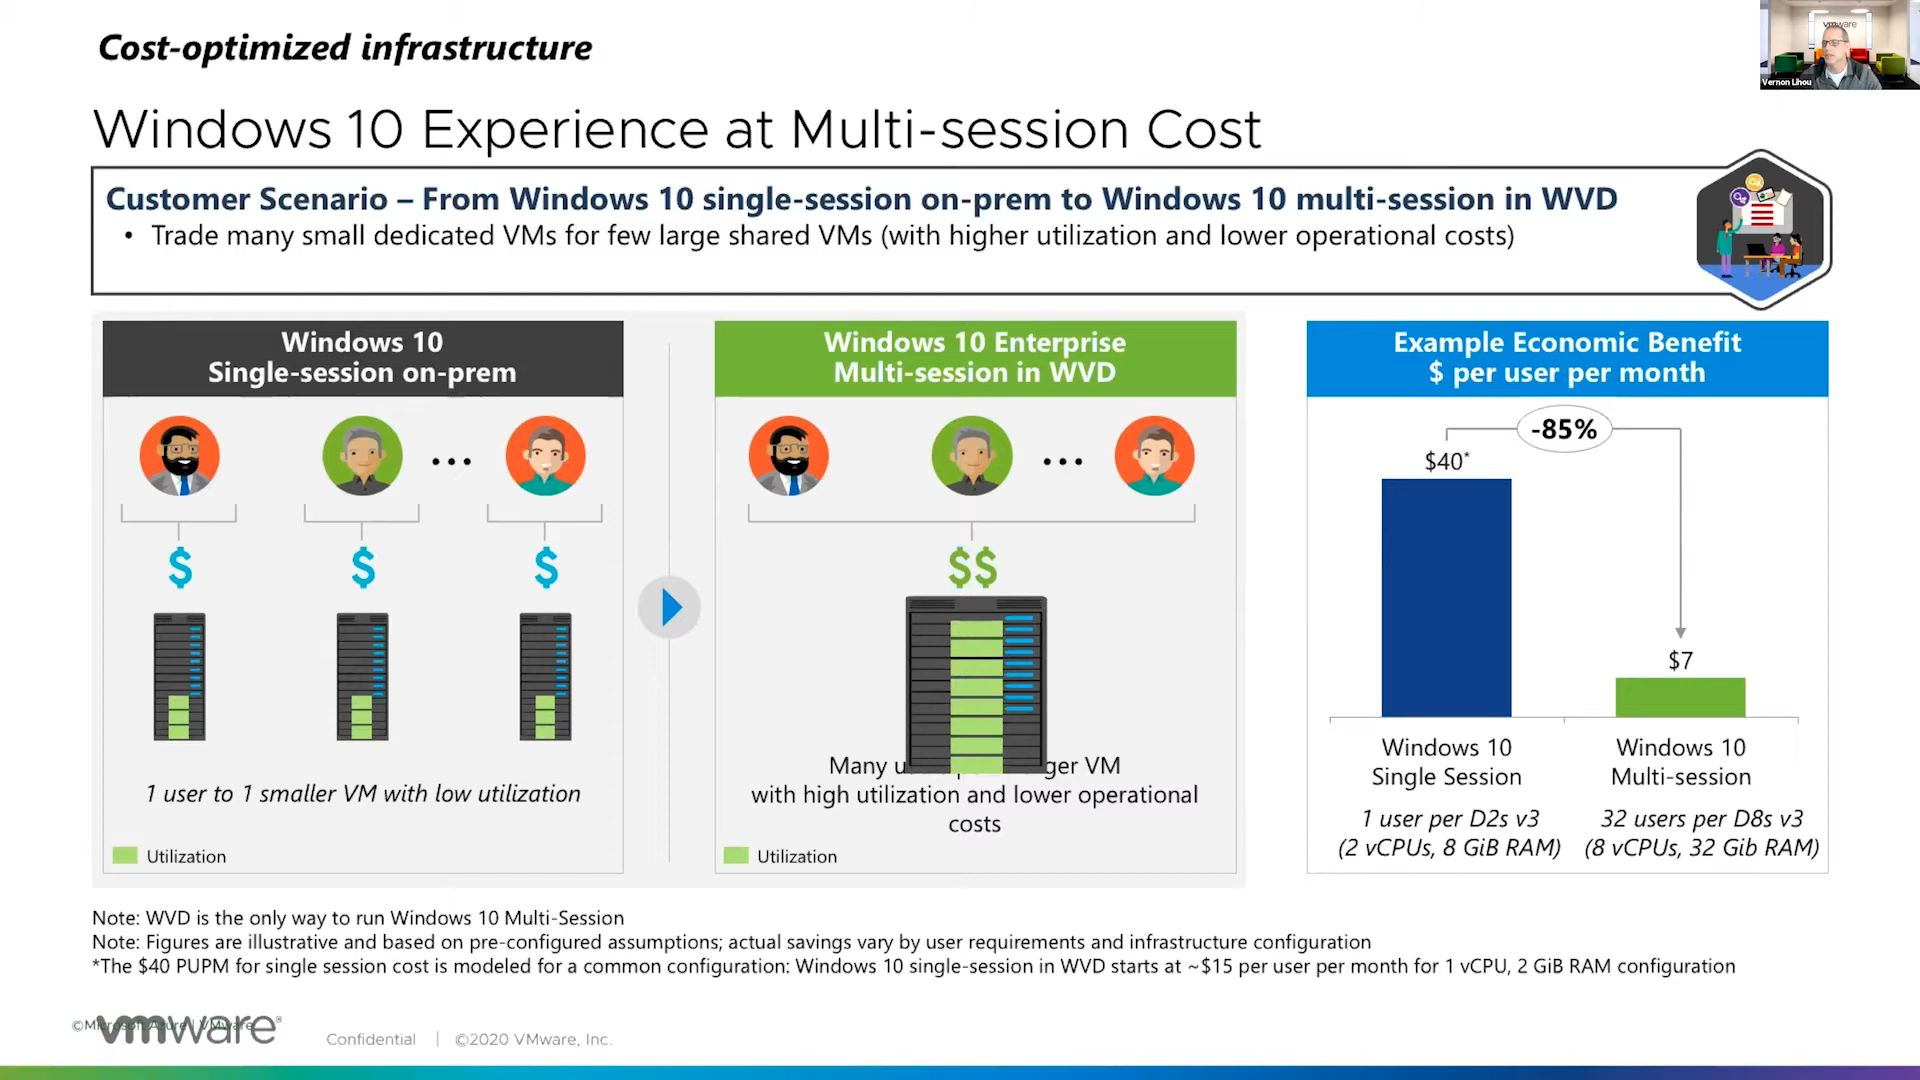 Cost-optimized infrastructure
vmware
Vernon Lihou
Windows 10 Experience at Multi-session Cost
Customer Scenario – From Windows 10 single-session on-prem to Windows 10 multi-session in WVD
• Trade many small dedicated VMs for few large shared VMs (with higher utilization and lower operational costs)
Windows 10
Single-session on-prem
$ $ $
1 user to 1 smaller VM with low utilization
Utilization
Windows 10 Enterprise
Multi-session in WVD
$$
Many ger VM
with high utilization and lower operational
costs
Utilization
Example Economic Benefit
$ per user per month
-85%
$40*
$7
Windows 10
Single Session
1 user per D2s v3
(2 vCPUs, 8 GiB RAM)
Windows 10
Multi-session
32 users per D8s v3
(8 vCPUs, 32 Gib RAM)
Note: WVD is the only way to run Windows 10 Multi-Session
Note: Figures are illustrative and based on pre-configured assumptions; actual savings vary by user requirements and infrastructure configuration
*The $40 PUPM for single session cost is modeled for a common configuration: Windows 10 single-session in WVD starts at ~$15 per user per month for 1 vCPU, 2 GiB RAM configuration
©Microsoft Azure | VMware
vmware®
Confidential | ©2020 VMware, Inc.